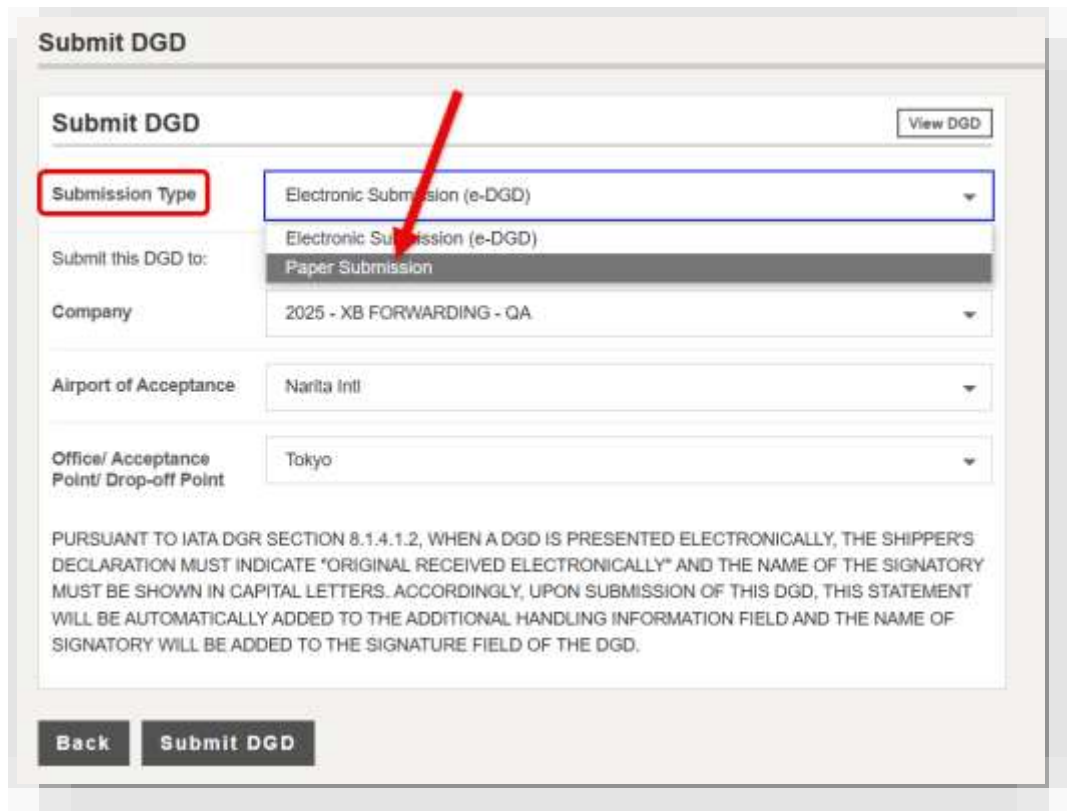 Submit DGD
Submit DGD
View DGD
Submission Type
Electronic Submission (e-DGD)
Electronic Submission (e-DGD)
Submit this DGD to:
Paper Submission
Company
2025 - XB FORWARDING - QA
Airport of Acceptance
Narita Intl
Office/ Acceptance
Point/ Drop-off Point
Tokyo
PURSUANT TO IATA DGR SECTION 8.1.4.1.2, WHEN A DGD IS PRESENTED ELECTRONICALLY, THE SHIPPER'S
DECLARATION MUST INDICATE "ORIGINAL RECEIVED ELECTRONICALLY" AND THE NAME OF THE SIGNATORY
MUST BE SHOWN IN CAPITAL LETTERS. ACCORDINGLY, UPON SUBMISSION OF THIS DGD, THIS STATEMENT
WILL BE AUTOMATICALLY ADDED TO THE ADDITIONAL HANDLING INFORMATION FIELD AND THE NAME OF
SIGNATORY WILL BE ADDED TO THE SIGNATURE FIELD OF THE DGD.
Back
Submit DGD